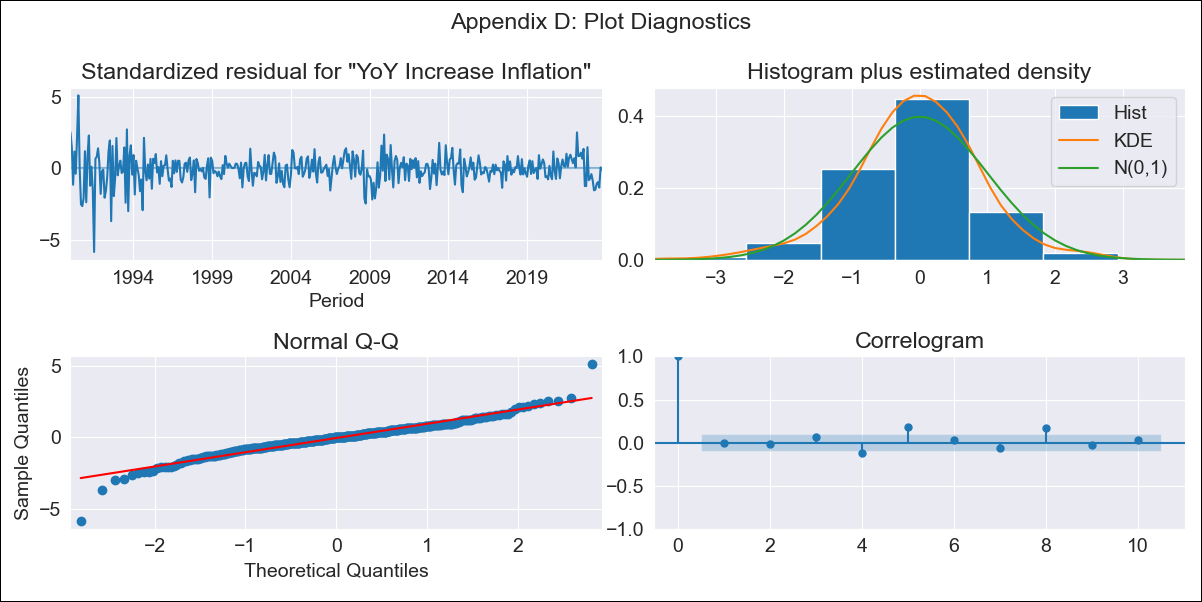 Appendix D: Plot Diagnostics
Standardized residual for "YoY Increase Inflation"
5
0
−5
1994 1999 2004 2009 2014 2019
Period
Histogram plus estimated density
0.4
0.2
0.0
−3 −2 −1 0 1 2 3
Hist
KDE
N(0,1)
Normal Q-Q
Sample Quantiles
5
0
−5
−2 −1 0 1 2
Theoretical Quantiles
Correlogram
1.0
0.5
0.0
−0.5
−1.0
0 2 4 6 8 10